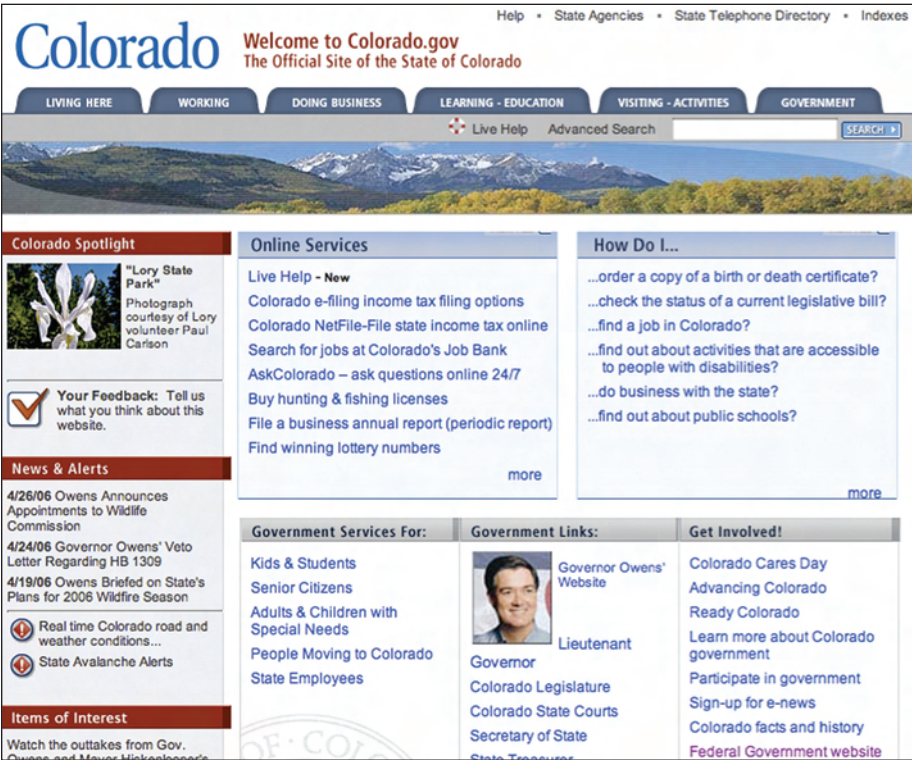 Help ▪ State Agencies ▪ State Telephone Directory ▪ Indexes
Colorado
Welcome to Colorado.gov
The Official Site of the State of Colorado
LIVING HERE
WORKING
DOING BUSINESS
LEARNING - EDUCATION
VISITING - ACTIVITIES
GOVERNMENT
Live Help
Advanced Search
SEARCH
Colorado Spotlight
"Lory State
Park"
Photograph
courtesy of Lory
volunteer Paul
Carlson
Your Feedback: Tell us
what you think about this
website.
News & Alerts
4/26/06 Owens Announces
Appointments to Wildlife
Commission
4/24/06 Governor Owens' Veto
Letter Regarding HB 1309
4/19/06 Owens Briefed on State's
Plans for 2006 Wildfire Season
Real time Colorado road and
weather conditions...
State Avalanche Alerts
Items of Interest
Watch the outtakes from Gov.
Owens and Mayor Hickenlooper's
Online Services
Live Help - New
Colorado e-filing income tax filing options
Colorado NetFile-File state income tax online
Search for jobs at Colorado's Job Bank
AskColorado – ask questions online 24/7
Buy hunting & fishing licenses
File a business annual report (periodic report)
Find winning lottery numbers
more
How Do I...
...order a copy of a birth or death certificate?
...check the status of a current legislative bill?
...find a job in Colorado?
...find out about activities that are accessible
to people with disabilities?
...do business with the state?
...find out about public schools?
more
Government Services For:
Kids & Students
Senior Citizens
Adults & Children with
Special Needs
People Moving to Colorado
State Employees
OF · COLO
Government Links:
Governor Owens'
Website
Lieutenant
Governor
Colorado Legislature
Colorado State Courts
Secretary of State
State Treasurer
Get Involved!
Colorado Cares Day
Advancing Colorado
Ready Colorado
Learn more about Colorado
government
Participate in government
Sign-up for e-news
Colorado facts and history
Federal Government website